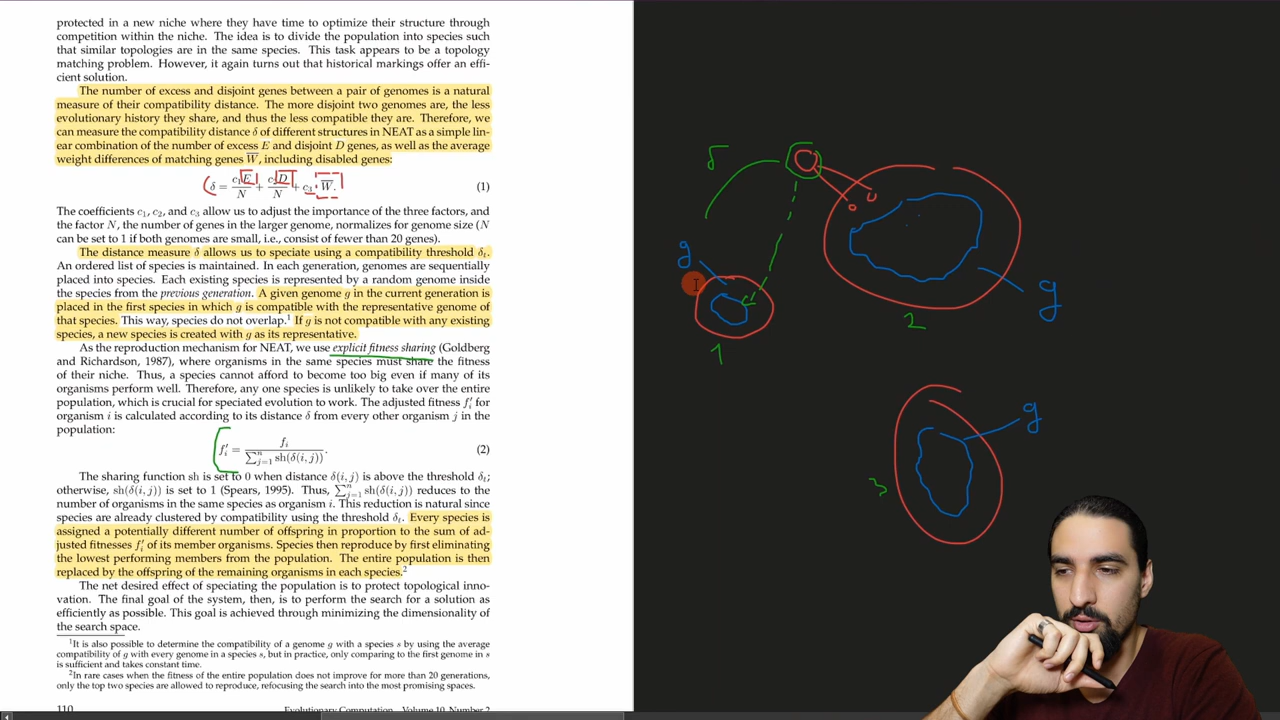 protected in a new niche where they have time to optimize their structure through
competition within the niche. The idea is to divide the population into species such
that similar topologies are in the same species. This task appears to be a topology
matching problem. However, it again turns out that historical markings offer an effi-
cient solution.
The number of excess and disjoint genes between a pair of genomes is a natural
measure of their compatibility distance. The more disjoint two genomes are, the less
evolutionary history they share, and thus the less compatible they are. Therefore, we
can measure the compatibility distance δ of different structures in NEAT as a simple lin-
ear combination of the number of excess E and disjoint D genes, as well as the average
weight differences of matching genes W̅, including disabled genes:
δ = c₁E/N + c₂D/N + c₃ · W̅. (1)
The coefficients c₁, c₂, and c₃ allow us to adjust the importance of the three factors, and
the factor N, the number of genes in the larger genome, normalizes for genome size (N
can be set to 1 if both genomes are small, i.e., consist of fewer than 20 genes).
The distance measure δ allows us to speciate using a compatibility threshold δₜ.
An ordered list of species is maintained. In each generation, genomes are sequentially
placed into species. Each existing species is represented by a random genome inside
the species from the previous generation. A given genome g in the current generation is
placed in the first species in which g is compatible with the representative genome of
that species. This way, species do not overlap.¹ If g is not compatible with any existing
species, a new species is created with g as its representative.
As the reproduction mechanism for NEAT, we use explicit fitness sharing (Goldberg
and Richardson, 1987), where organisms in the same species must share the fitness
of their niche. Thus, a species cannot afford to become too big even if many of its
organisms perform well. Therefore, any one species is unlikely to take over the entire
population, which is crucial for speciated evolution to work. The adjusted fitness f′ᵢ for
organism i is calculated according to its distance δ from every other organism j in the
population:
f′ᵢ = fᵢ / ∑ⁿⱼ₌₁ sh(δ(i, j)). (2)
The sharing function sh is set to 0 when distance δ(i, j) is above the threshold δₜ;
otherwise, sh(δ(i, j)) is set to 1 (Spears, 1995). Thus, ∑ⁿⱼ₌₁ sh(δ(i, j)) reduces to the
number of organisms in the same species as organism i. This reduction is natural since
species are already clustered by compatibility using the threshold δₜ. Every species is
assigned a potentially different number of offspring in proportion to the sum of ad-
justed fitnesses f′ᵢ of its member organisms. Species then reproduce by first eliminating
the lowest performing members from the population. The entire population is then
replaced by the offspring of the remaining organisms in each species.²
The net desired effect of speciating the population is to protect topological inno-
vation. The final goal of the system, then, is to perform the search for a solution as
efficiently as possible. This goal is achieved through minimizing the dimensionality of
the search space.
¹It is also possible to determine the compatibility of a genome g with a species s by using the average
compatibility of g with every genome in a species s, but in practice, only comparing to the first genome in s
is sufficient and takes constant time.
²In rare cases when the fitness of the entire population does not improve for more than 20 generations,
only the top two species are allowed to reproduce, refocusing the search into the most promising spaces.
110 Evolutionary Computation Volume 10, Number 2
δ
g
1
g
2
g
3